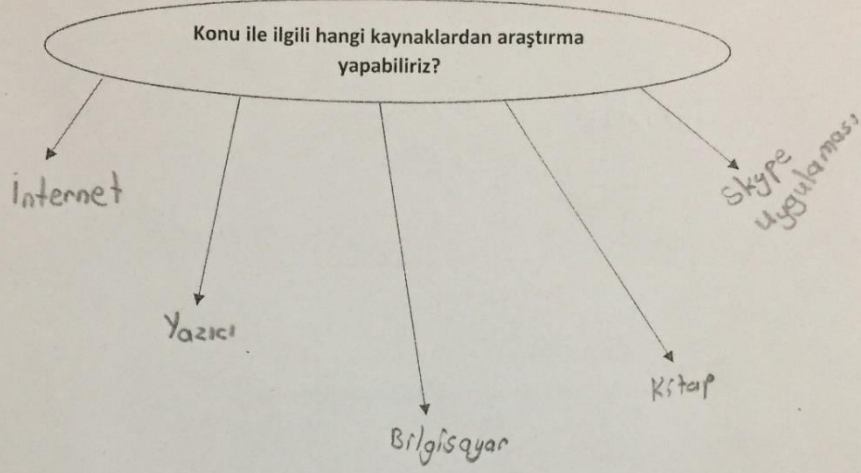 Konu ile ilgili hangi kaynaklardan araştırma
yapabiliriz?
İnternet
Yazıcı
Bilgisayar
Kitap
Skype
uygulaması